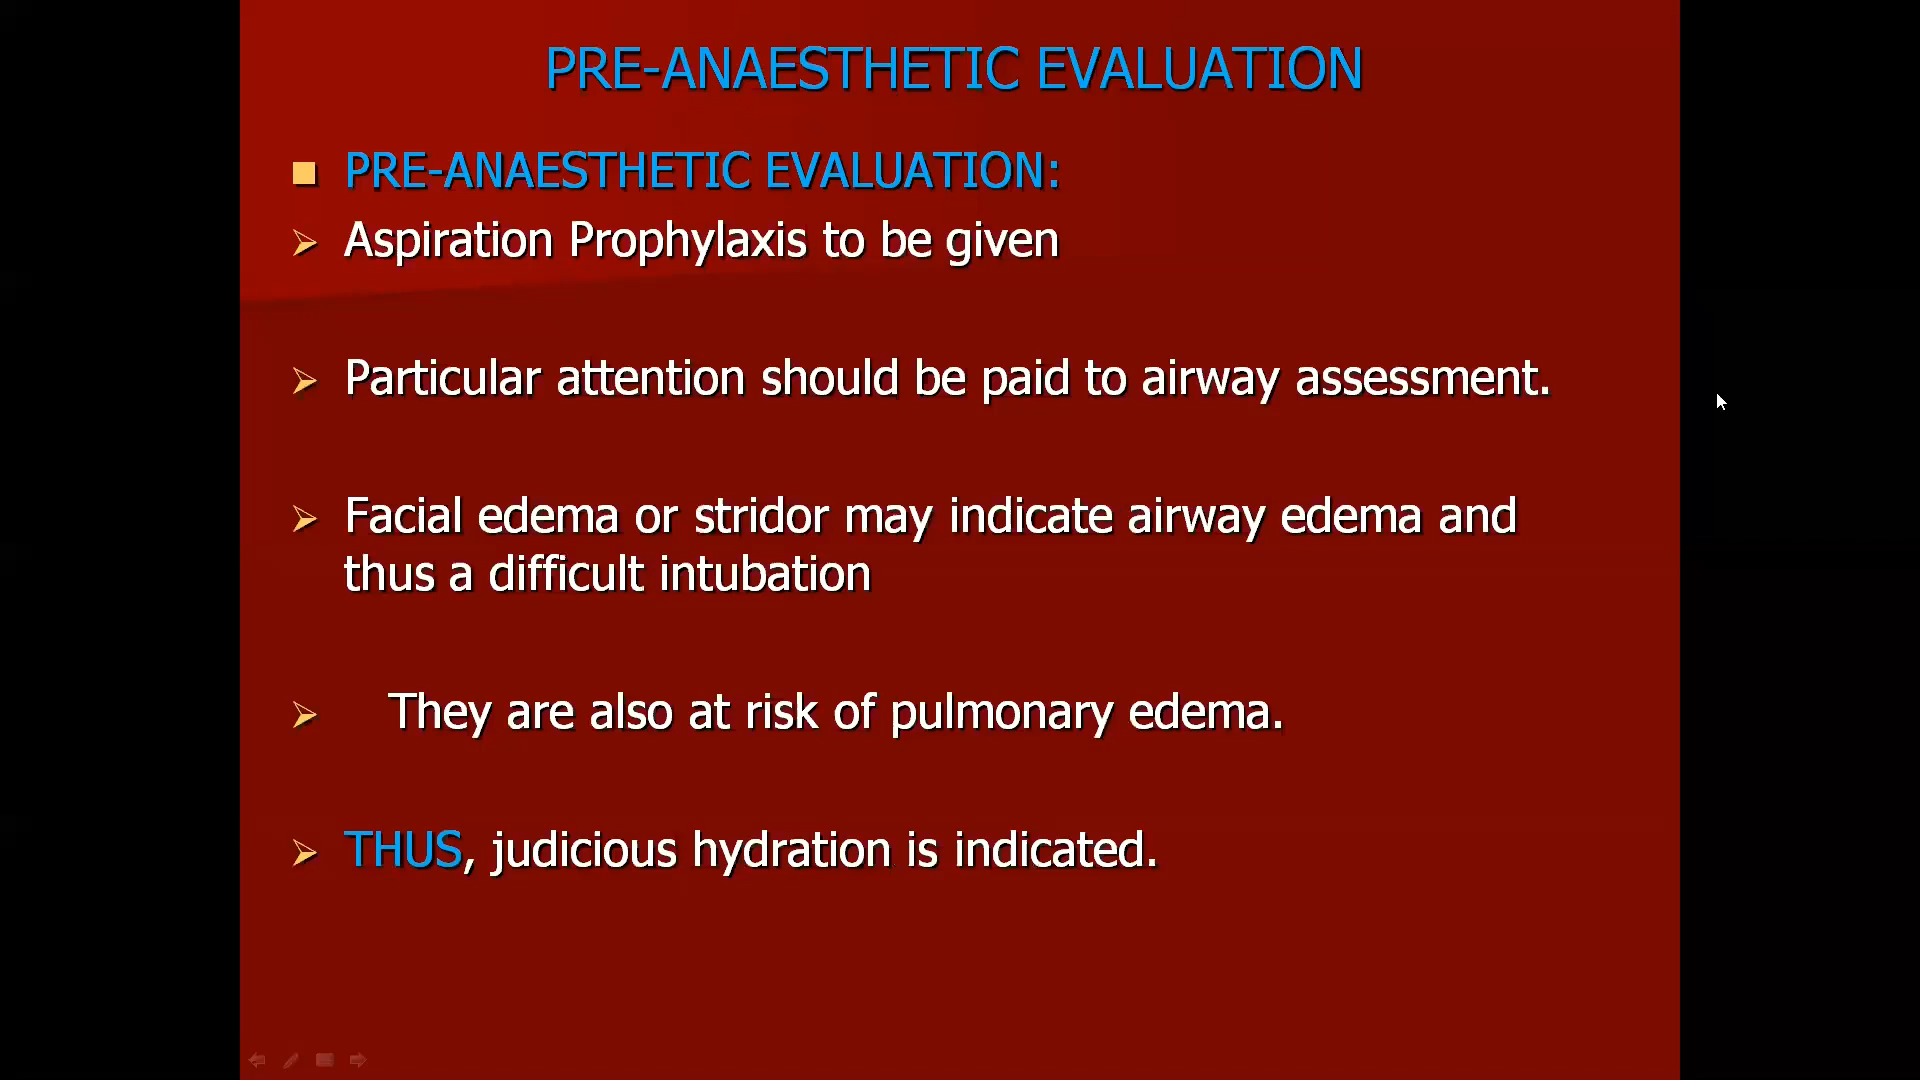 PRE-ANAESTHETIC EVALUATION
PRE-ANAESTHETIC EVALUATION:
Aspiration Prophylaxis to be given
Particular attention should be paid to airway assessment.
Facial edema or stridor may indicate airway edema and
thus a difficult intubation
They are also at risk of pulmonary edema.
THUS, judicious hydration is indicated.